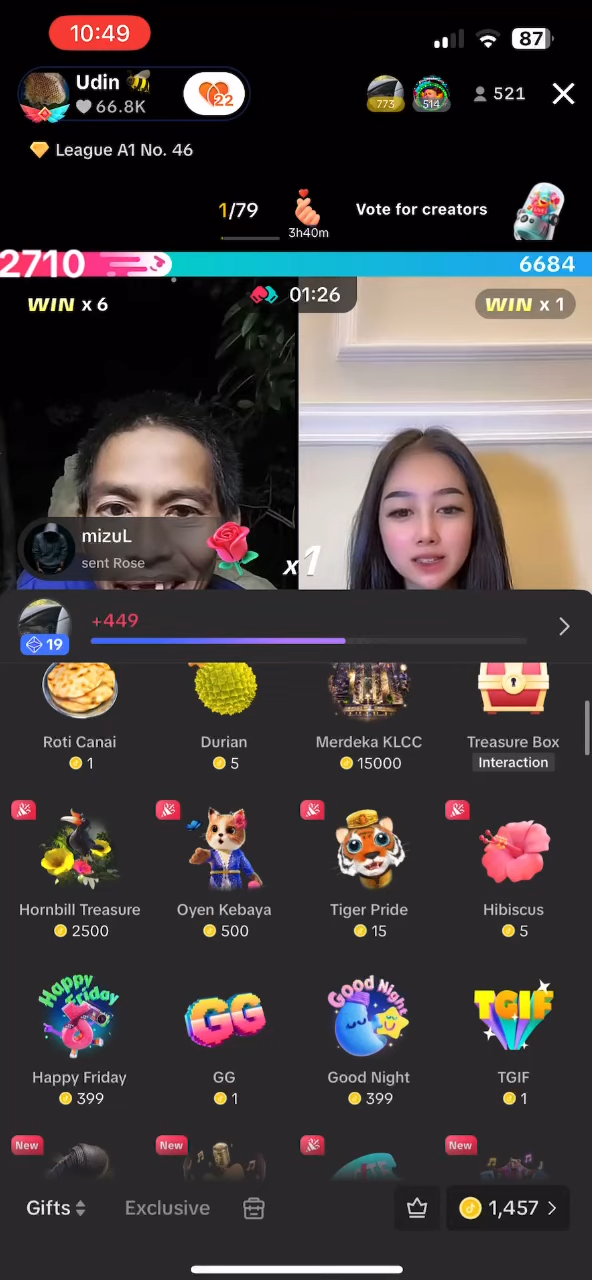 10:49
87
Udin 🐝
66.8K
22
773
514
521
League A1 No. 46
1/79
3h40m
Vote for creators
2710
6684
WIN x 6
01:26
WIN x 1
mizuL
sent Rose
x1
+449
19
Roti Canai
Durian
Merdeka KLCC
Treasure Box
1
5
15000
Interaction
Hornbill Treasure
Oyen Kebaya
Tiger Pride
Hibiscus
2500
500
15
5
Happy Friday
GG
Good Night
TGIF
Happy Friday
GG
Good Night
TGIF
399
1
399
1
New
New
New
Gifts
Exclusive
1,457